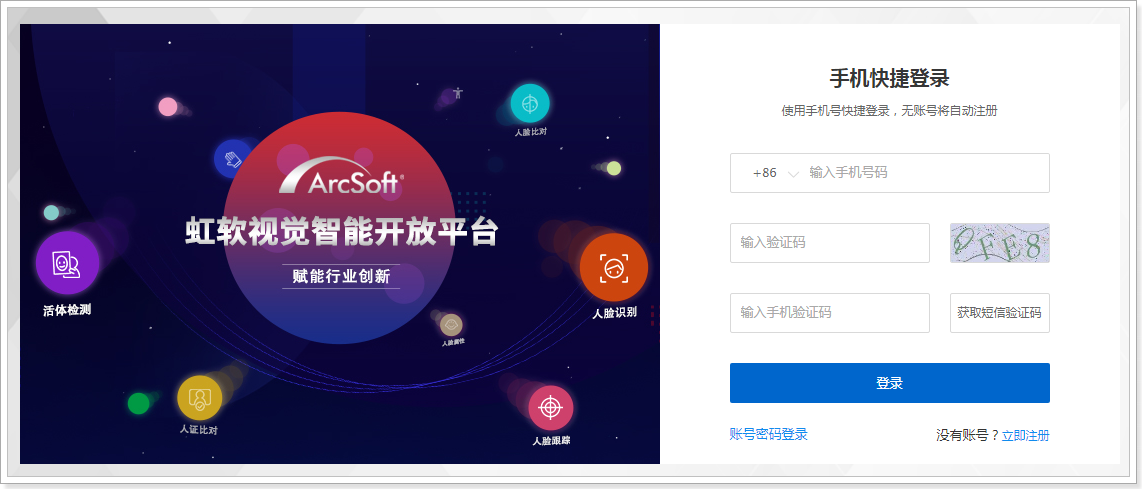 人脸比对
ArcSoft®
虹软视觉智能开放平台
赋能行业创新
活体检测
人脸识别
人脸属性
人证比对
人脸跟踪
手机快捷登录
使用手机号快捷登录，无账号将自动注册
+86 输入手机号码
输入验证码 PFE8
输入手机验证码 获取短信验证码
登录
账号密码登录 没有账号？立即注册